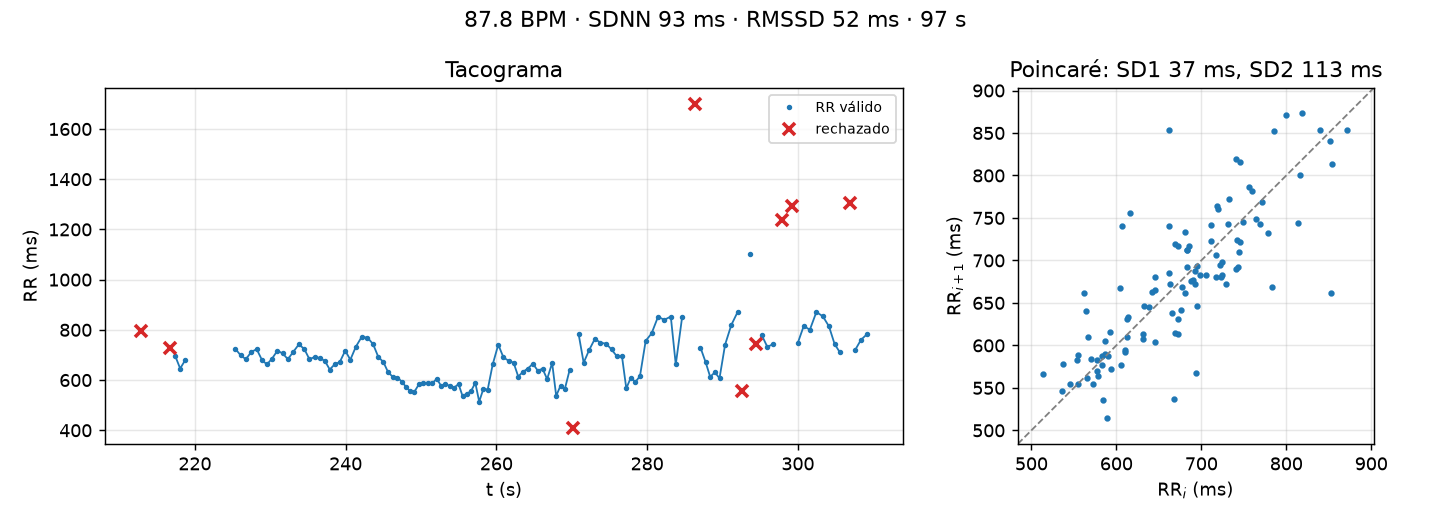 87.8 BPM · SDNN 93 ms · RMSSD 52 ms · 97 s
Tacograma
RR (ms)
1600
1400
1200
1000
800
600
400
220
240
260
280
300
t (s)
RR válido
rechazado
Poincaré: SD1 37 ms, SD2 113 ms
RRᵢ₊₁ (ms)
900
850
800
750
700
650
600
550
500
500
600
700
800
900
RRᵢ (ms)